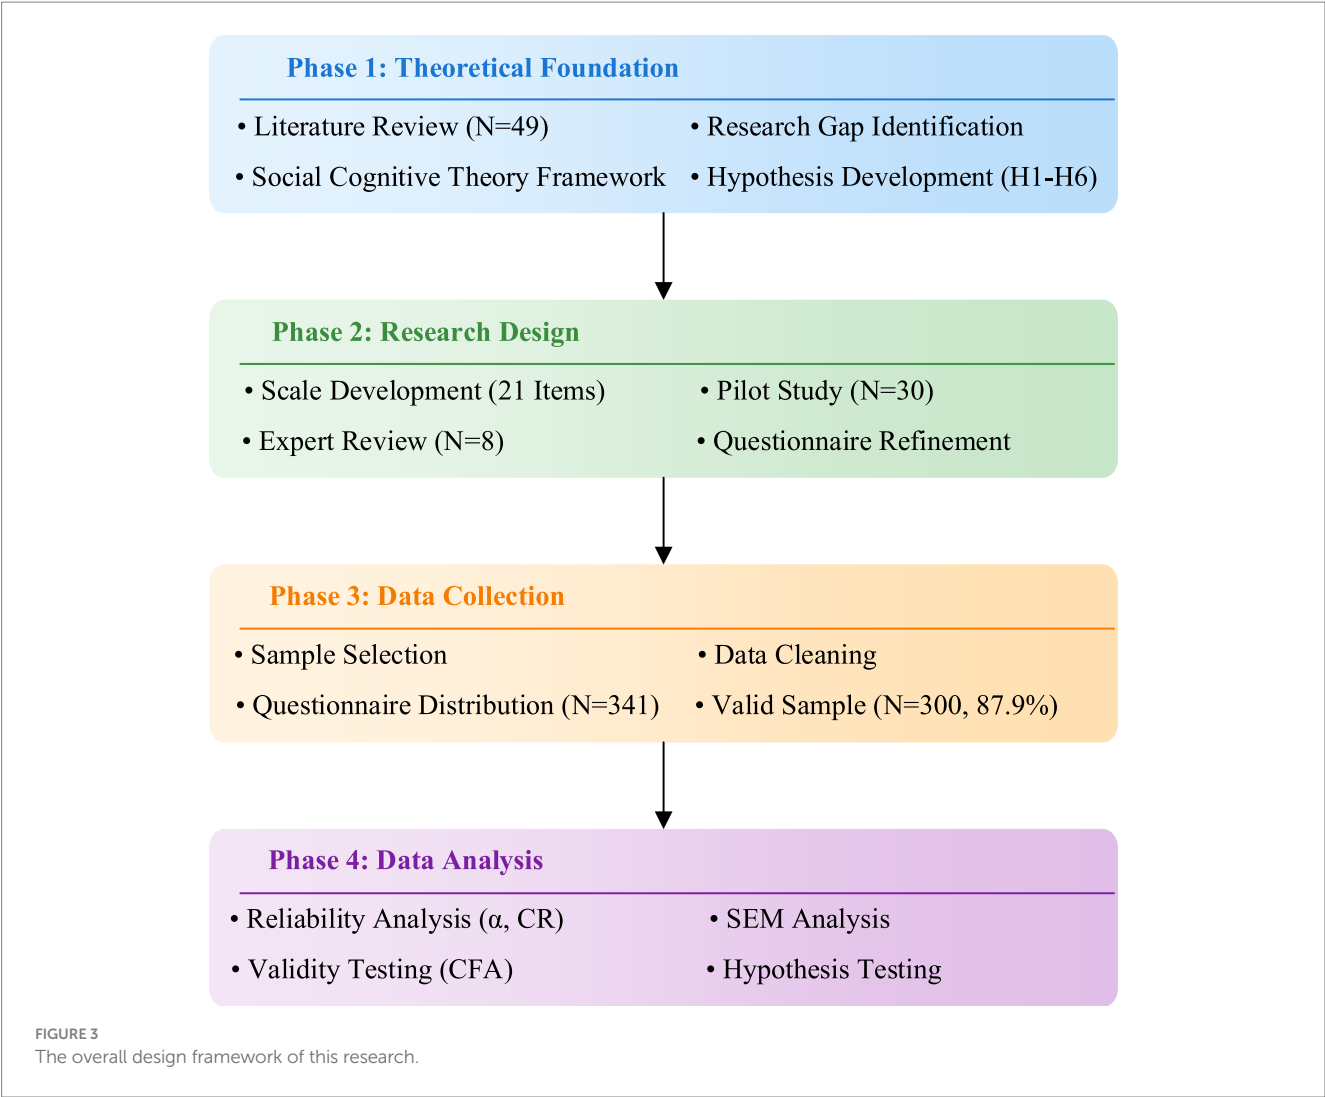 Phase 1: Theoretical Foundation
• Literature Review (N=49)
• Research Gap Identification
• Social Cognitive Theory Framework
• Hypothesis Development (H1-H6)
Phase 2: Research Design
• Scale Development (21 Items)
• Pilot Study (N=30)
• Expert Review (N=8)
• Questionnaire Refinement
Phase 3: Data Collection
• Sample Selection
• Data Cleaning
• Questionnaire Distribution (N=341)
• Valid Sample (N=300, 87.9%)
Phase 4: Data Analysis
• Reliability Analysis (α, CR)
• SEM Analysis
• Validity Testing (CFA)
• Hypothesis Testing
FIGURE 3
The overall design framework of this research.